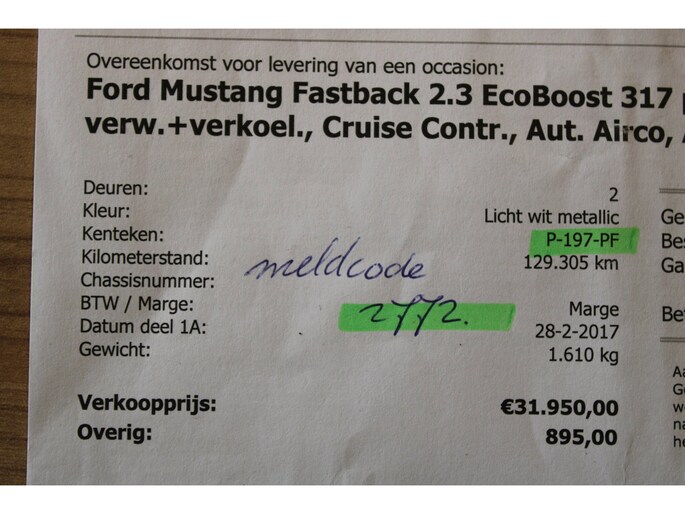 Overeenkomst voor levering van een occasion:
Ford Mustang Fastback 2.3 EcoBoost 317
verw.+verkoel., Cruise Contr., Aut. Airco,
Deuren: 2
Kleur: Licht wit metallic
Kenteken: P-197-PF
Kilometerstand: 129.305 km
Chassisnummer: meldcode
BTW / Marge: 2772. Marge
Datum deel 1A: 28-2-2017
Gewicht: 1.610 kg
Verkoopprijs: €31.950,00
Overig: 895,00